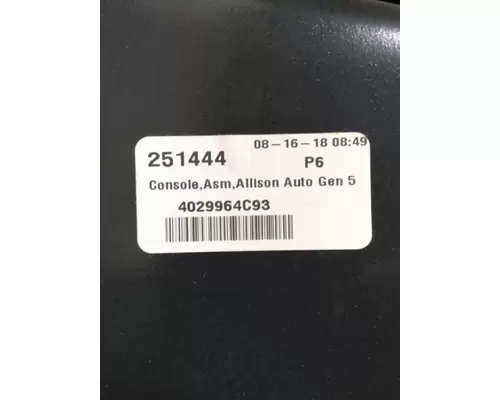 08-16-18 08:49
251444 P6
Console,Asm,Allison Auto Gen 5
4029964C93